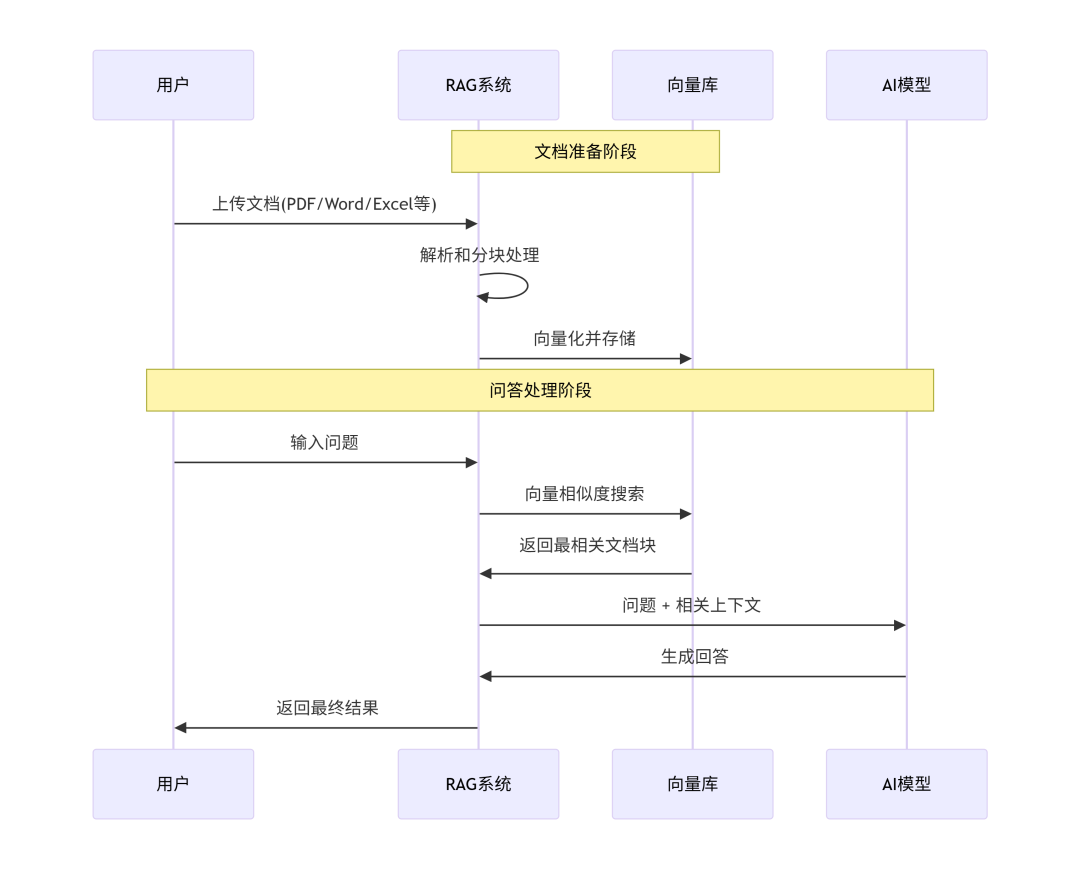 用户
RAG系统
向量库
AI模型
文档准备阶段
上传文档(PDF/Word/Excel等)
解析和分块处理
向量化并存储
问答处理阶段
输入问题
向量相似度搜索
返回最相关文档块
问题 + 相关上下文
生成回答
返回最终结果
用户
RAG系统
向量库
AI模型